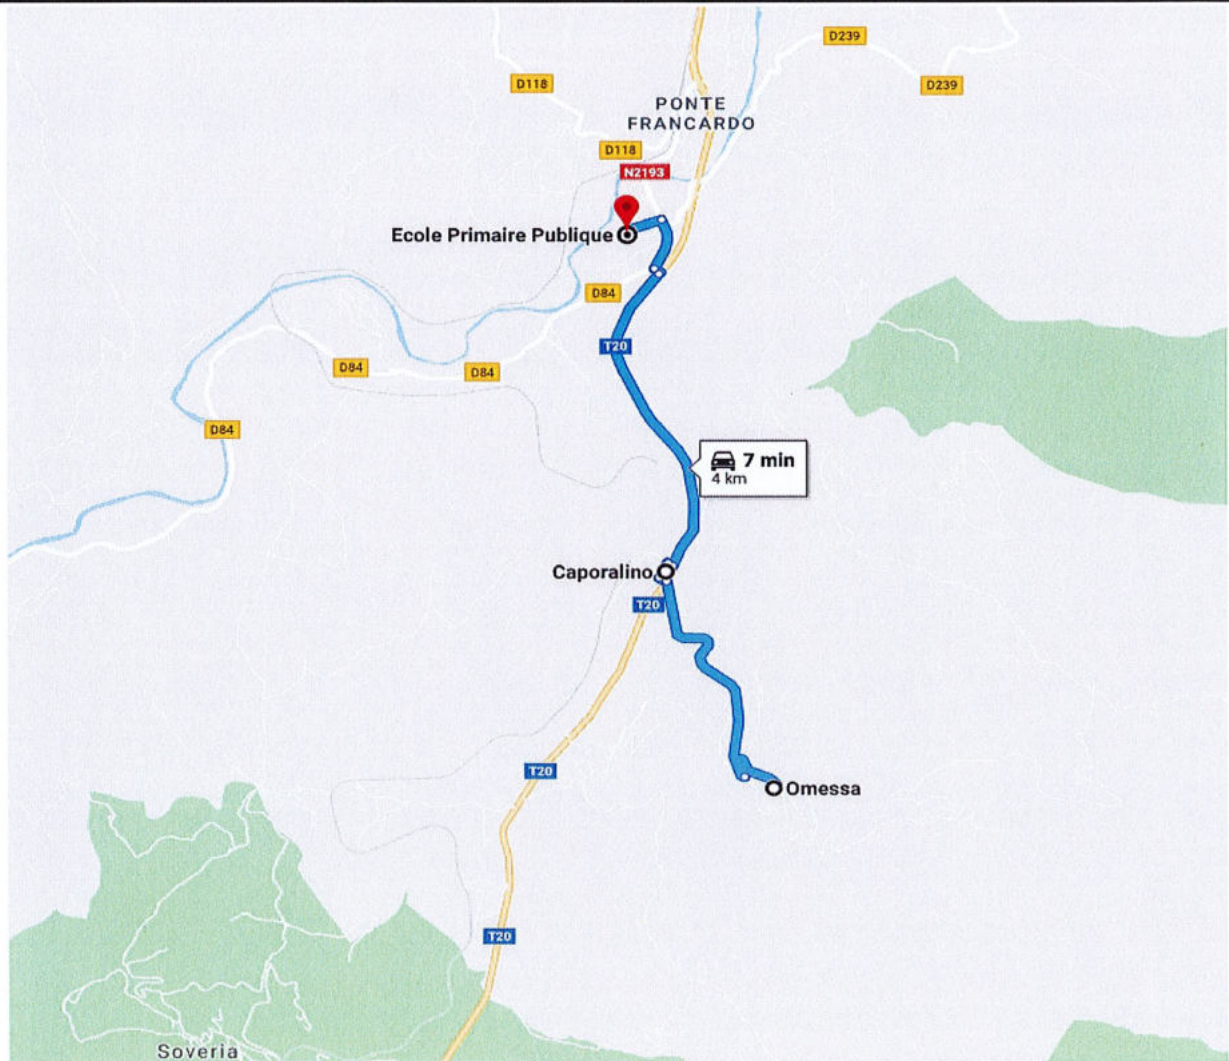 D239
D118
D239
PONTE
FRANCARDO
D118
N2193
Ecole Primaire Publique
D84
T20
D84
D84
D84
7 min
4 km
Caporalino
T20
T20
Omessa
T20
Soveria